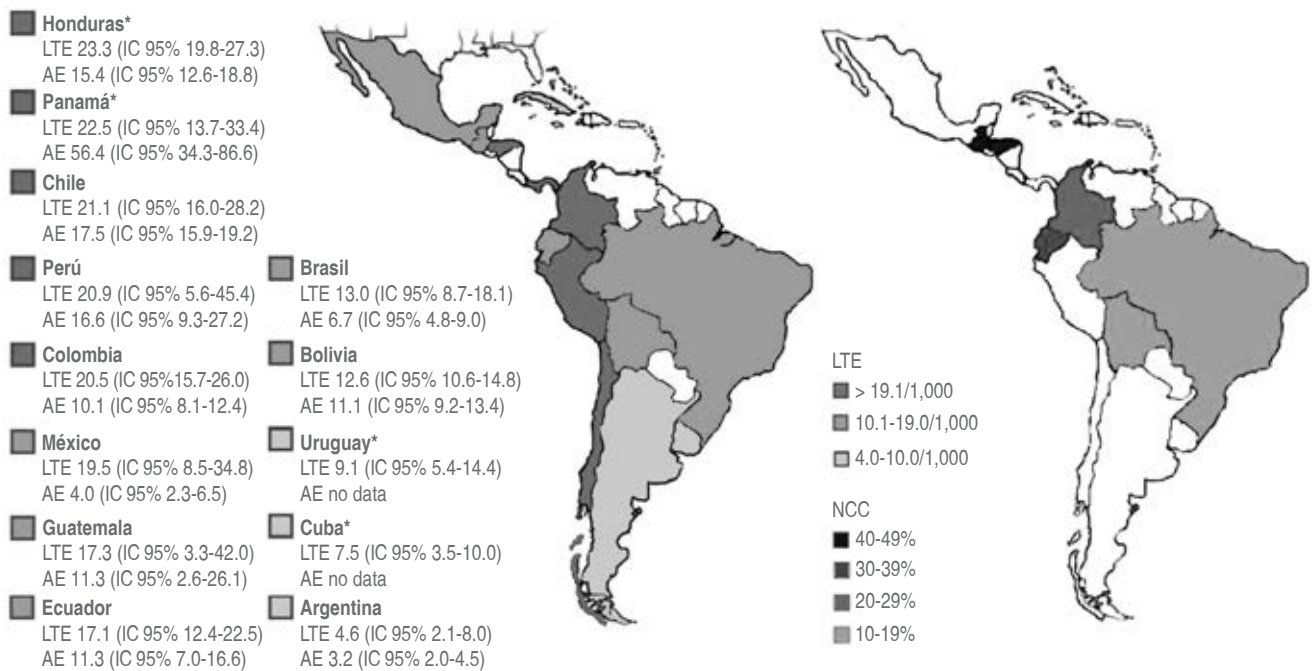 Honduras*
LTE 23.3 (IC 95% 19.8-27.3)
AE 15.4 (IC 95% 12.6-18.8)
Panamá*
LTE 22.5 (IC 95% 13.7-33.4)
AE 56.4 (IC 95% 34.3-86.6)
Chile
LTE 21.1 (IC 95% 16.0-28.2)
AE 17.5 (IC 95% 15.9-19.2)
Perú
LTE 20.9 (IC 95% 5.6-45.4)
AE 16.6 (IC 95% 9.3-27.2)
Colombia
LTE 20.5 (IC 95%15.7-26.0)
AE 10.1 (IC 95% 8.1-12.4)
México
LTE 19.5 (IC 95% 8.5-34.8)
AE 4.0 (IC 95% 2.3-6.5)
Guatemala
LTE 17.3 (IC 95% 3.3-42.0)
AE 11.3 (IC 95% 2.6-26.1)
Ecuador
LTE 17.1 (IC 95% 12.4-22.5)
AE 11.3 (IC 95% 7.0-16.6)
Brasil
LTE 13.0 (IC 95% 8.7-18.1)
AE 6.7 (IC 95% 4.8-9.0)
Bolivia
LTE 12.6 (IC 95% 10.6-14.8)
AE 11.1 (IC 95% 9.2-13.4)
Uruguay*
LTE 9.1 (IC 95% 5.4-14.4)
AE no data
Cuba*
LTE 7.5 (IC 95% 3.5-10.0)
AE no data
Argentina
LTE 4.6 (IC 95% 2.1-8.0)
AE 3.2 (IC 95% 2.0-4.5)
LTE
> 19.1/1,000
10.1-19.0/1,000
4.0-10.0/1,000
NCC
40-49%
30-39%
20-29%
10-19%